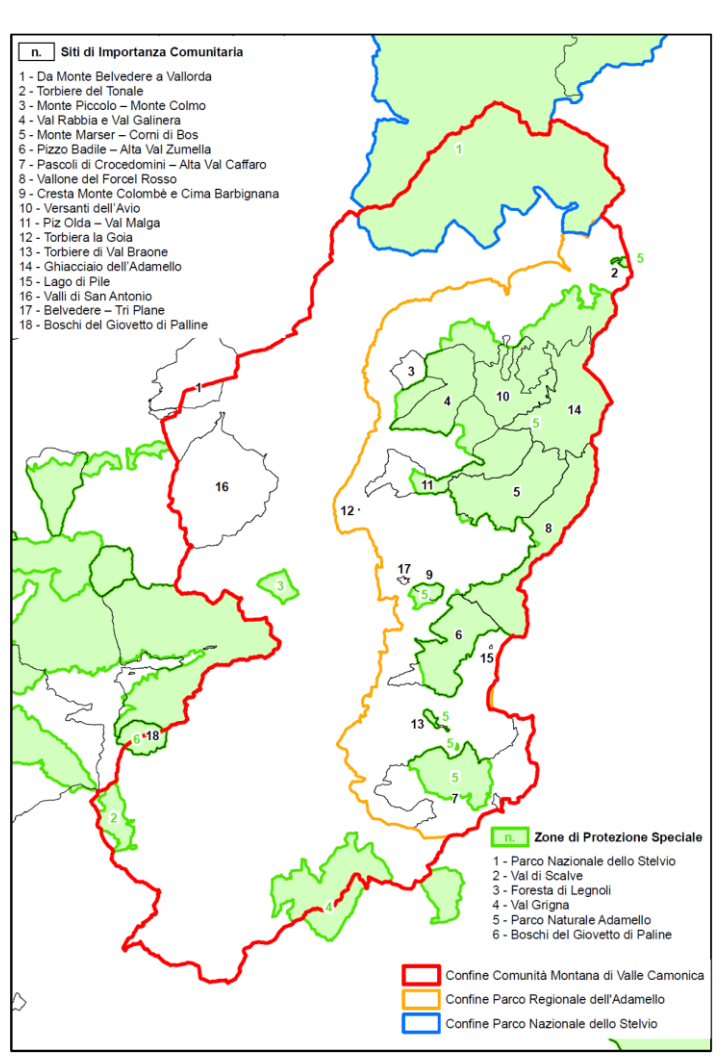 n. Siti di Importanza Comunitaria
1 - Da Monte Belvedere a Vallorda
2 - Torbiere del Tonale
3 - Monte Piccolo – Monte Colmo
4 - Val Rabbia e Val Galinera
5 - Monte Marser - Corni di Bos
6 - Pizzo Badile – Alta Val Zumella
7 - Pascoli di Crocedomini – Alta Val Caffaro
8 - Vallone del Forcel Rosso
9 - Cresta Monte Colombè e Cima Barbignana
10 - Versanti dell'Avio
11 - Piz Olda – Val Malga
12 - Torbiera la Goia
13 - Torbiere di Val Braone
14 - Ghiacciaio dell'Adamello
15 - Lago di Pile
16 - Valli di San Antonio
17 - Belvedere – Tri Plane
18 - Boschi del Giovetto di Palline
1
5
2
1
3
4
10
14
5
16
11
5
12
8
17
9
3
5
6
15
13
5
6
18
5
5
7
2
4
n. Zone di Protezione Speciale
1 - Parco Nazionale dello Stelvio
2 - Val di Scalve
3 - Foresta di Legnoli
4 - Val Grigna
5 - Parco Naturale Adamello
6 - Boschi del Giovetto di Paline
Confine Comunità Montana di Valle Camonica
Confine Parco Regionale dell'Adamello
Confine Parco Nazionale dello Stelvio